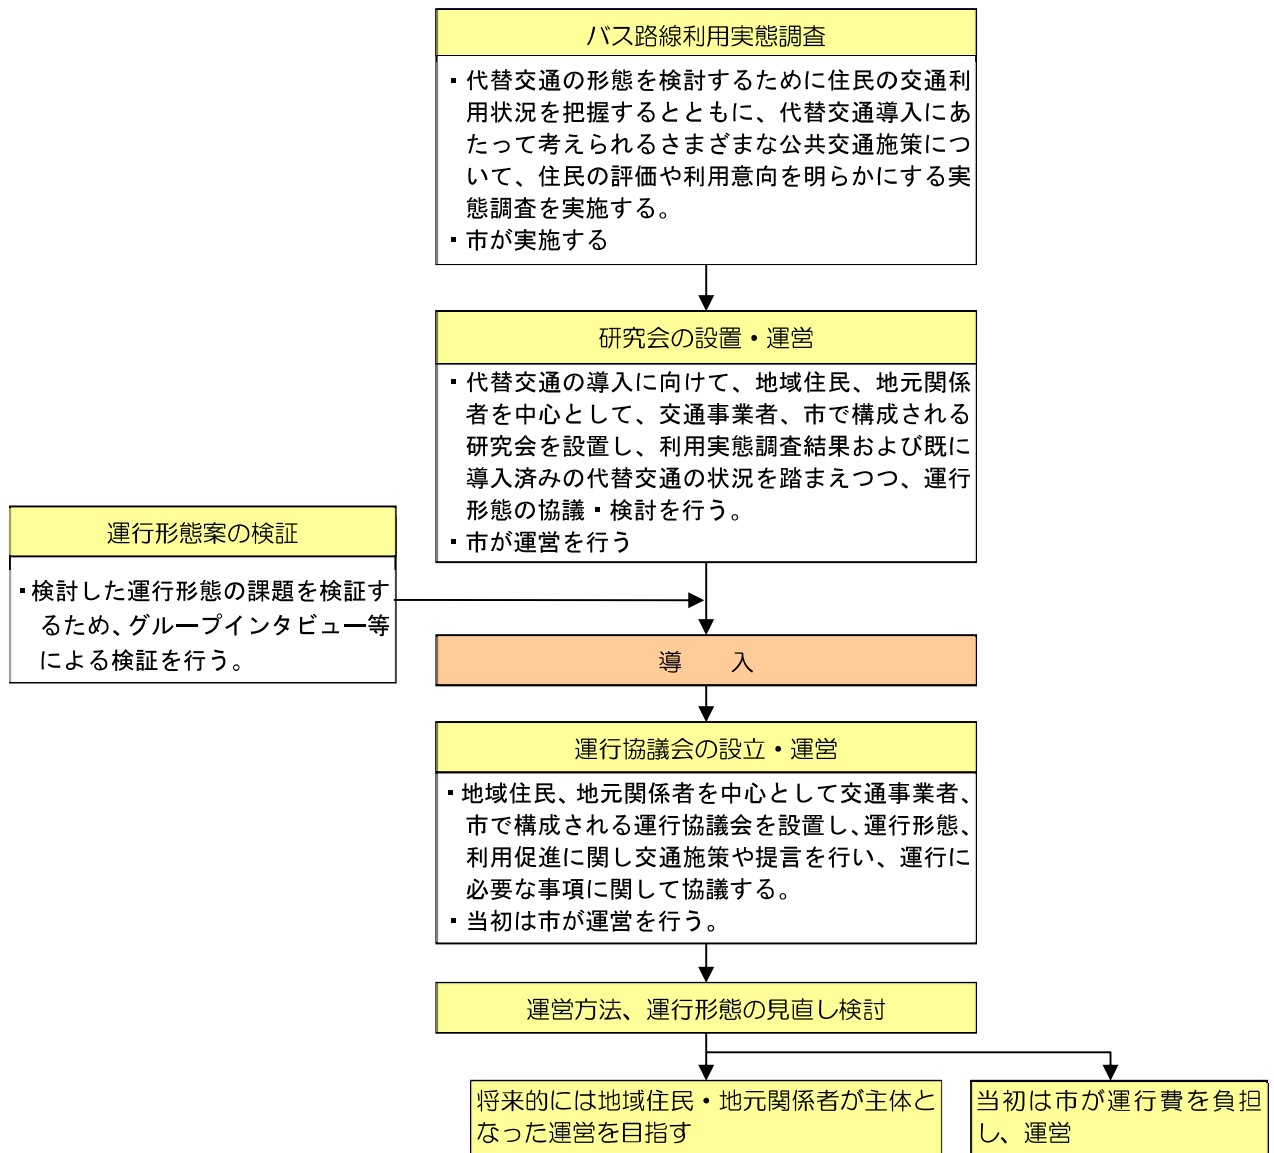 バス路線利用実態調査
・代替交通の形態を検討するために住民の交通利
用状況を把握するとともに、代替交通導入にあ
たって考えられるさまざまな公共交通施策につ
いて、住民の評価や利用意向を明らかにする実
態調査を実施する。
・市が実施する
研究会の設置・運営
・代替交通の導入に向けて、地域住民、地元関係
者を中心として、交通事業者、市で構成される
研究会を設置し、利用実態調査結果および既に
導入済みの代替交通の状況を踏まえつつ、運行
形態の協議・検討を行う。
・市が運営を行う
運行形態案の検証
・検討した運行形態の課題を検証す
るため、グループインタビュー等
による検証を行う。
導　入
運行協議会の設立・運営
・地域住民、地元関係者を中心として交通事業者、
市で構成される運行協議会を設置し、運行形態、
利用促進に関し交通施策や提言を行い、運行に
必要な事項に関して協議する。
・当初は市が運営を行う。
運営方法、運行形態の見直し検討
将来的には地域住民・地元関係者が主体と
なった運営を目指す
当初は市が運行費を負担
し、運営